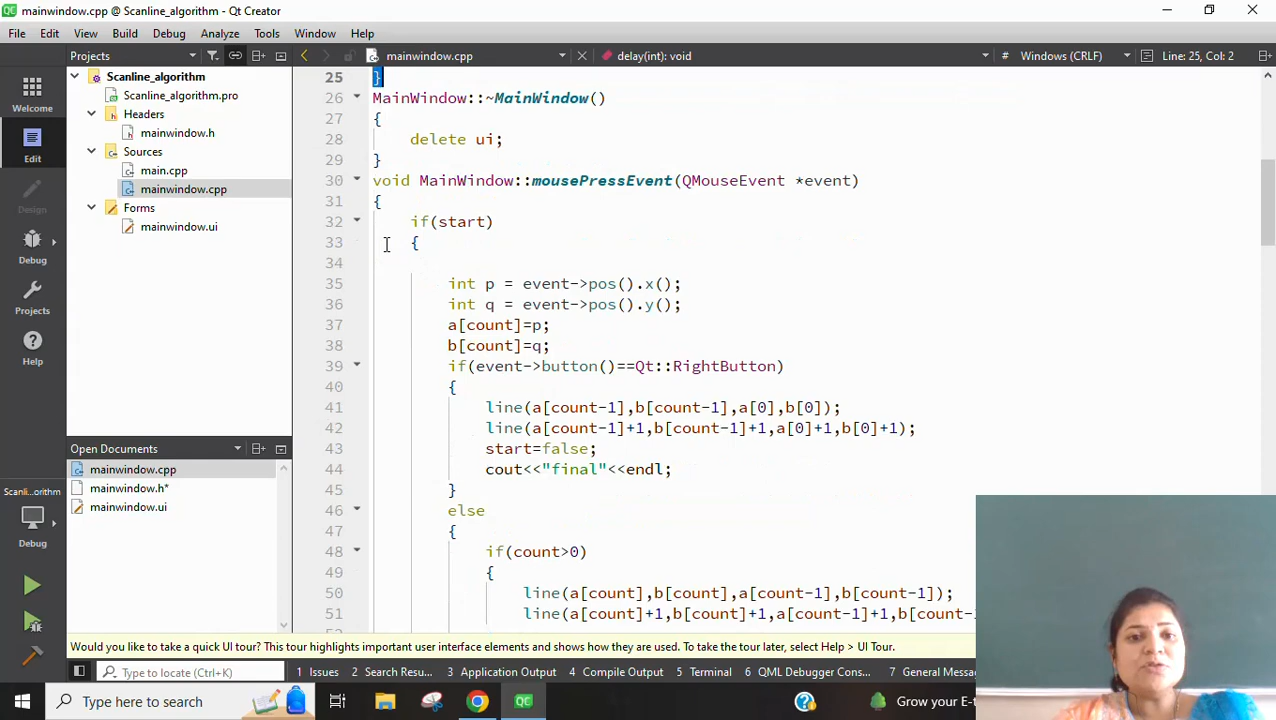 mainwindow.cpp @ Scanline_algorithm - Qt Creator
File Edit View Build Debug Analyze Tools Window Help
Projects
mainwindow.cpp
delay(int): void
# Windows (CRLF)
Line: 25, Col: 2
Welcome
Edit
Design
Debug
Projects
Help
Scanline_algorithm
Scanline_algorithm.pro
Headers
mainwindow.h
Sources
main.cpp
mainwindow.cpp
Forms
mainwindow.ui
Open Documents
mainwindow.cpp
mainwindow.h*
mainwindow.ui
Scanli...orithm
Debug
25 }
26 MainWindow::~MainWindow()
27 {
28 delete ui;
29 }
30 void MainWindow::mousePressEvent(QMouseEvent *event)
31 {
32 if(start)
33 {
34
35 int p = event->pos().x();
36 int q = event->pos().y();
37 a[count]=p;
38 b[count]=q;
39 if(event->button()==Qt::RightButton)
40 {
41 line(a[count-1],b[count-1],a[0],b[0]);
42 line(a[count-1]+1,b[count-1]+1,a[0]+1,b[0]+1);
43 start=false;
44 cout<<"final"<<endl;
45 }
46 else
47 {
48 if(count>0)
49 {
50 line(a[count],b[count],a[count-1],b[count-1]);
51 line(a[count]+1,b[count]+1,a[count-1]+1,b[count-
Would you like to take a quick UI tour? This tour highlights important user interface elements and shows how they are used. To take the tour later, select Help > UI Tour.
Type to locate (Ctrl+K)
1 Issues 2 Search Resu... 3 Application Output 4 Compile Output 5 Terminal 6 QML Debugger Con... 7 General Messa
Type here to search
Grow your E-t